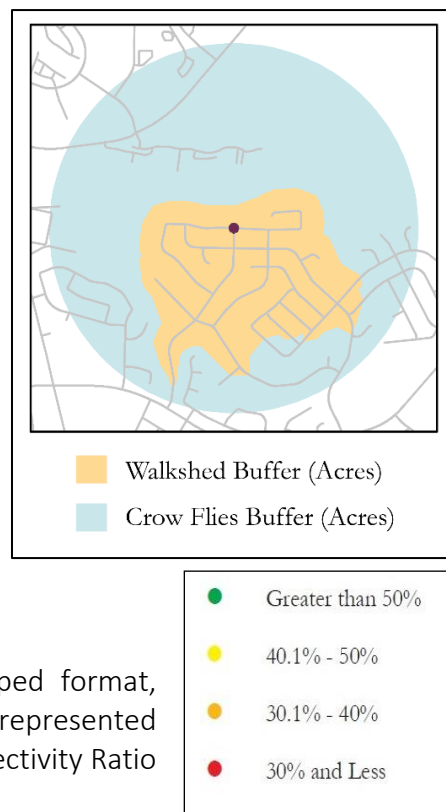 Walkshed Buffer (Acres)
Crow Flies Buffer (Acres)
Greater than 50%
40.1% - 50%
30.1% - 40%
30% and Less
ped format,
represented
ectivity Ratio